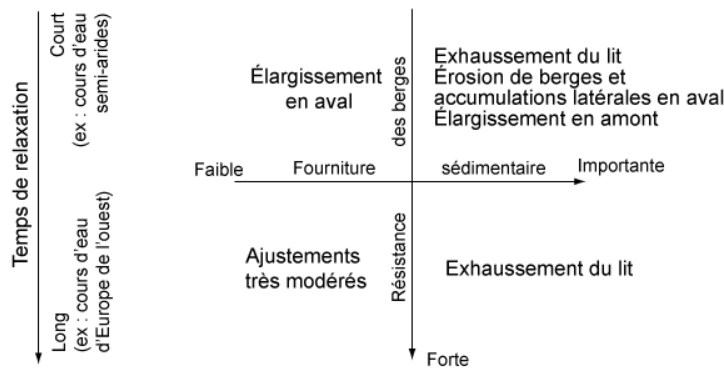 Temps de relaxation
Court
(ex : cours d'eau
semi-arides)
Long
(ex : cours d'eau
d'Europe de l'ouest)
Élargissement
en aval
des berges
Exhaussement du lit
Érosion de berges et
accumulations latérales en aval
Élargissement en amont
Faible
Fourniture
sédimentaire
Importante
Ajustements
très modérés
Résistance
Exhaussement du lit
Forte